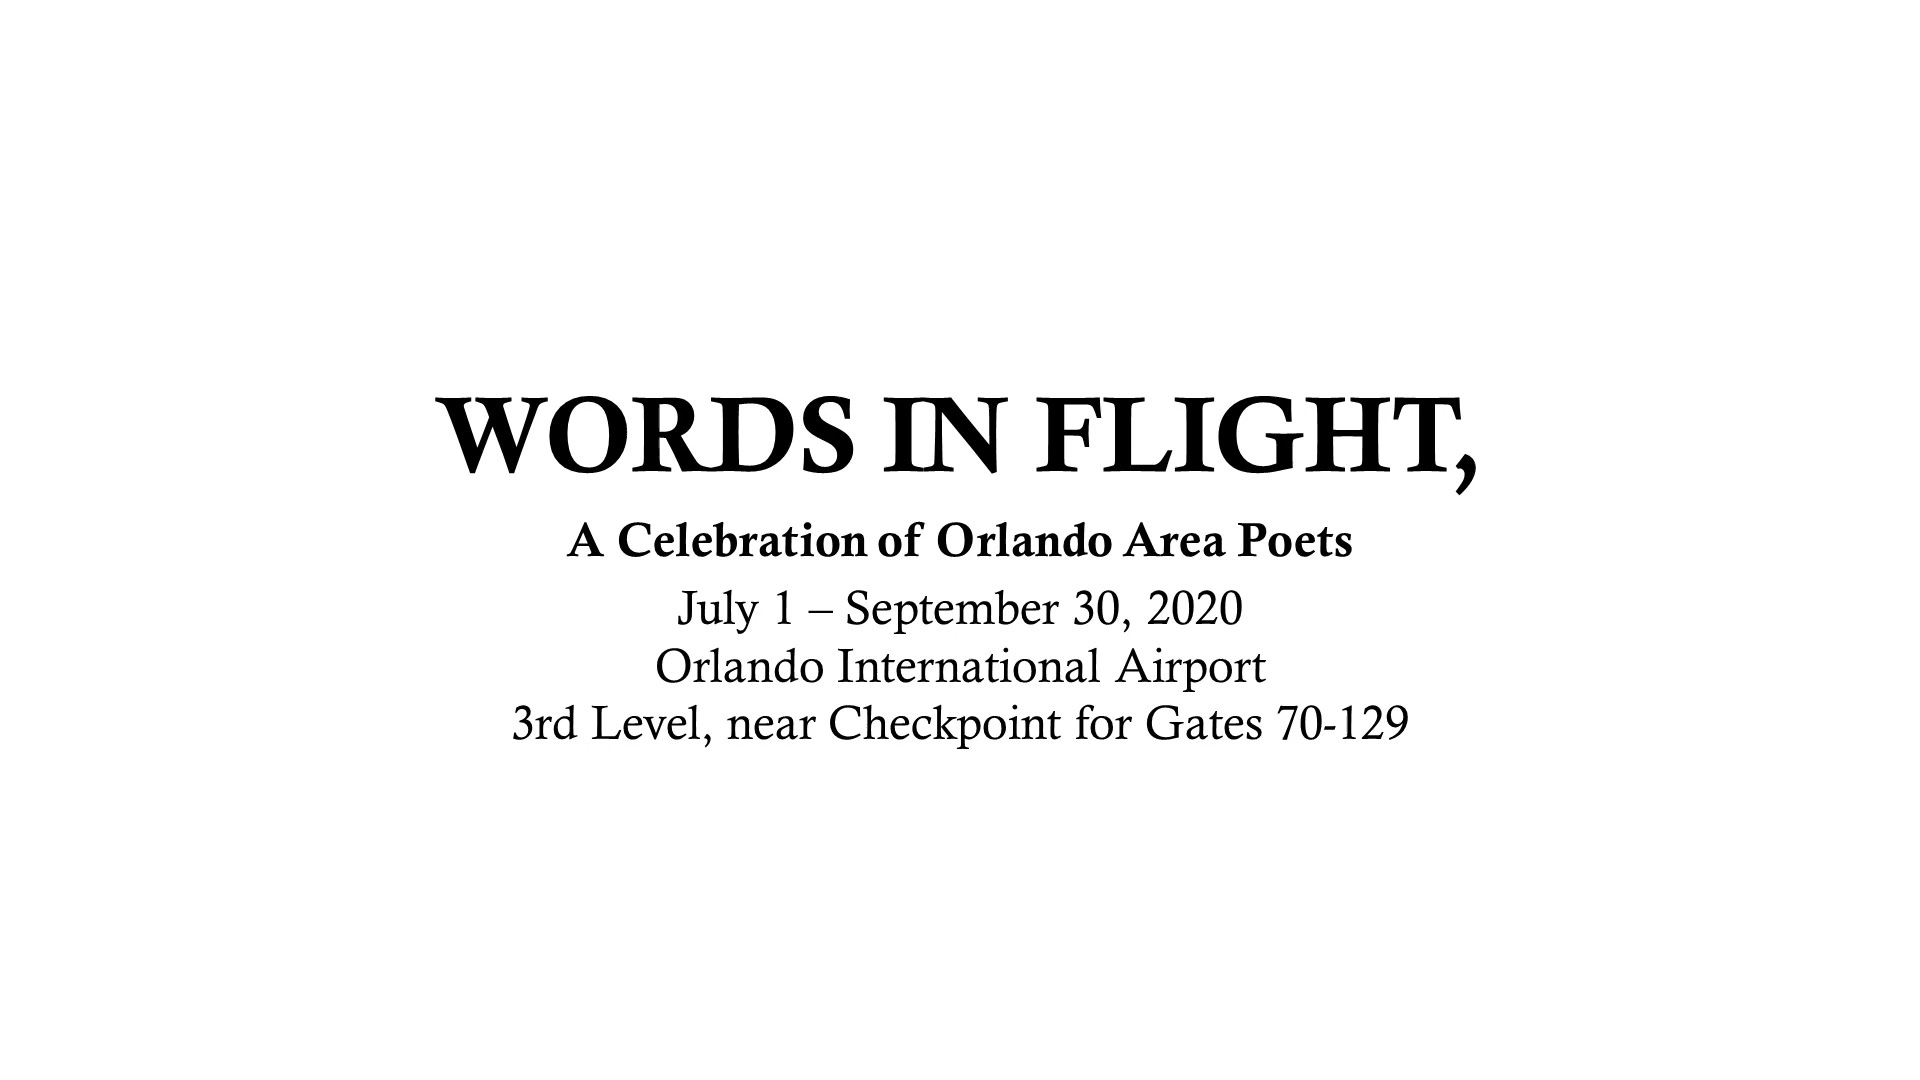 WORDS IN FLIGHT,
A Celebration of Orlando Area Poets
July 1 – September 30, 2020
Orlando International Airport
3rd Level, near Checkpoint for Gates 70-129